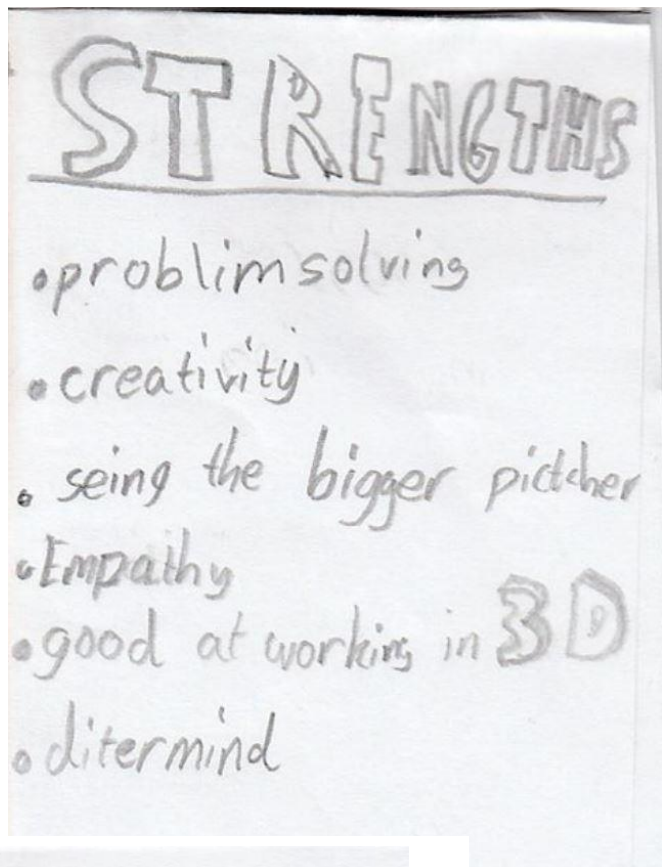 STRENGTHS
• problimsolving
• creativity
• seing the bigger pictcher
• Empathy
• good at working in 3D
• ditermind